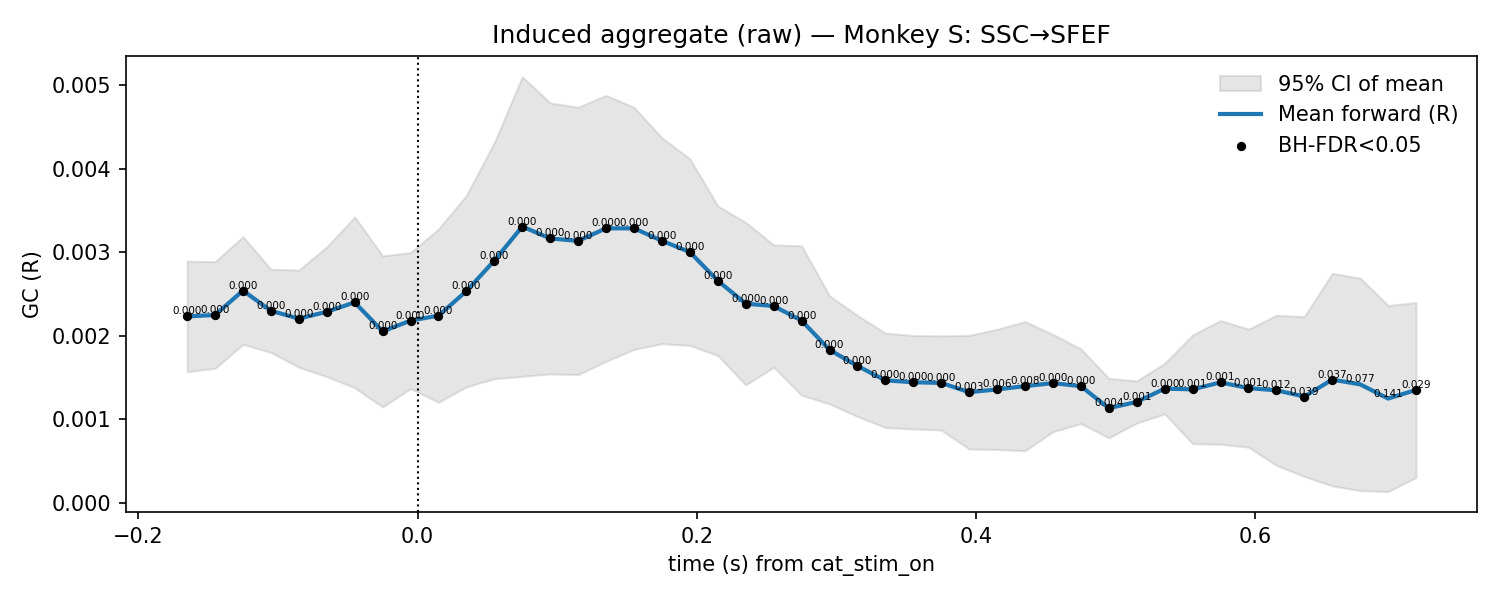 Induced aggregate (raw) — Monkey S: SSC→SFEF
GC (R)
0.005
0.004
0.003
0.002
0.001
0.000
95% CI of mean
Mean forward (R)
BH-FDR<0.05
0.000 0.000 0.000 0.000 0.000 0.000 0.000 0.000 0.000 0.000 0.000 0.000 0.000 0.000 0.000 0.000 0.000 0.000 0.000 0.000 0.000 0.000 0.000 0.000 0.000 0.000 0.000 0.000 0.003 0.006 0.008 0.000 0.000 0.004 0.001 0.000 0.001 0.001 0.001 0.012 0.039 0.037 0.077 0.141 0.029
−0.2 0.0 0.2 0.4 0.6
time (s) from cat_stim_on